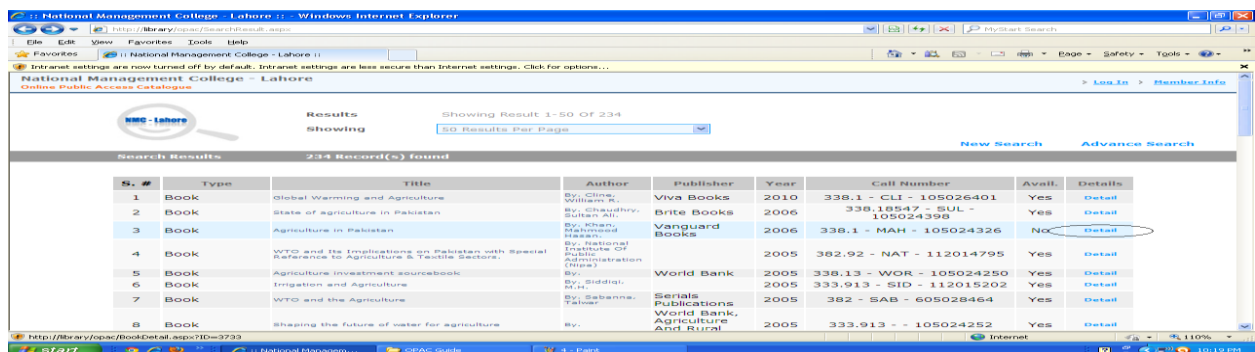 :: National Management College - Lahore :: - Windows Internet Explorer
http://library/opac/SearchResult.aspx
MyStart Search
File Edit View Favorites Tools Help
Favorites :: National Management College - Lahore ::
Page Safety Tools
Intranet settings are now turned off by default. Intranet settings are less secure than Internet settings. Click for options...
National Management College - Lahore
> Log In > Member Info
Online Public Access Catalogue
NMC - Lahore
Results Showing Result 1-50 Of 234
Showing 50 Results Per Page
New Search Advance Search
Search Results 234 Record(s) found
S. # Type Title Author Publisher Year Call Number Avail. Details
1 Book Global Warming and Agriculture By, Cline, William R. Viva Books 2010 338.1 - CLI - 105026401 Yes Detail
2 Book State of agriculture in Pakistan By, Chaudhry, Sultan Ali. Brite Books 2006 338.18547 - SUL - 105024398 Yes Detail
3 Book Agriculture in Pakistan By, Khan, Mahmood Hasan. Vanguard Books 2006 338.1 - MAH - 105024326 No Detail
4 Book WTO and Its Implications on Pakistan with Special Reference to Agriculture & Textile Sectors. By, National Institute Of Public Administration (Nipa) 2005 382.92 - NAT - 112014795 Yes Detail
5 Book Agriculture investment sourcebook By, World Bank 2005 338.13 - WOR - 105024250 Yes Detail
6 Book Irrigation and Agriculture By, Siddiqi, M.H. 2005 333.913 - SID - 112015202 Yes Detail
7 Book WTO and the Agriculture By, Sabanna, Talwar Serials Publications 2005 382 - SAB - 605028464 Yes Detail
8 Book Shaping the future of water for agriculture By, World Bank, Agriculture And Rural 2005 333.913 - - 105024252 Yes Detail
http://library/opac/BookDetail.aspx?ID=3733 Internet 110%
start :: National Managem... OPAC Guide 4 - Paint 10:19 PM